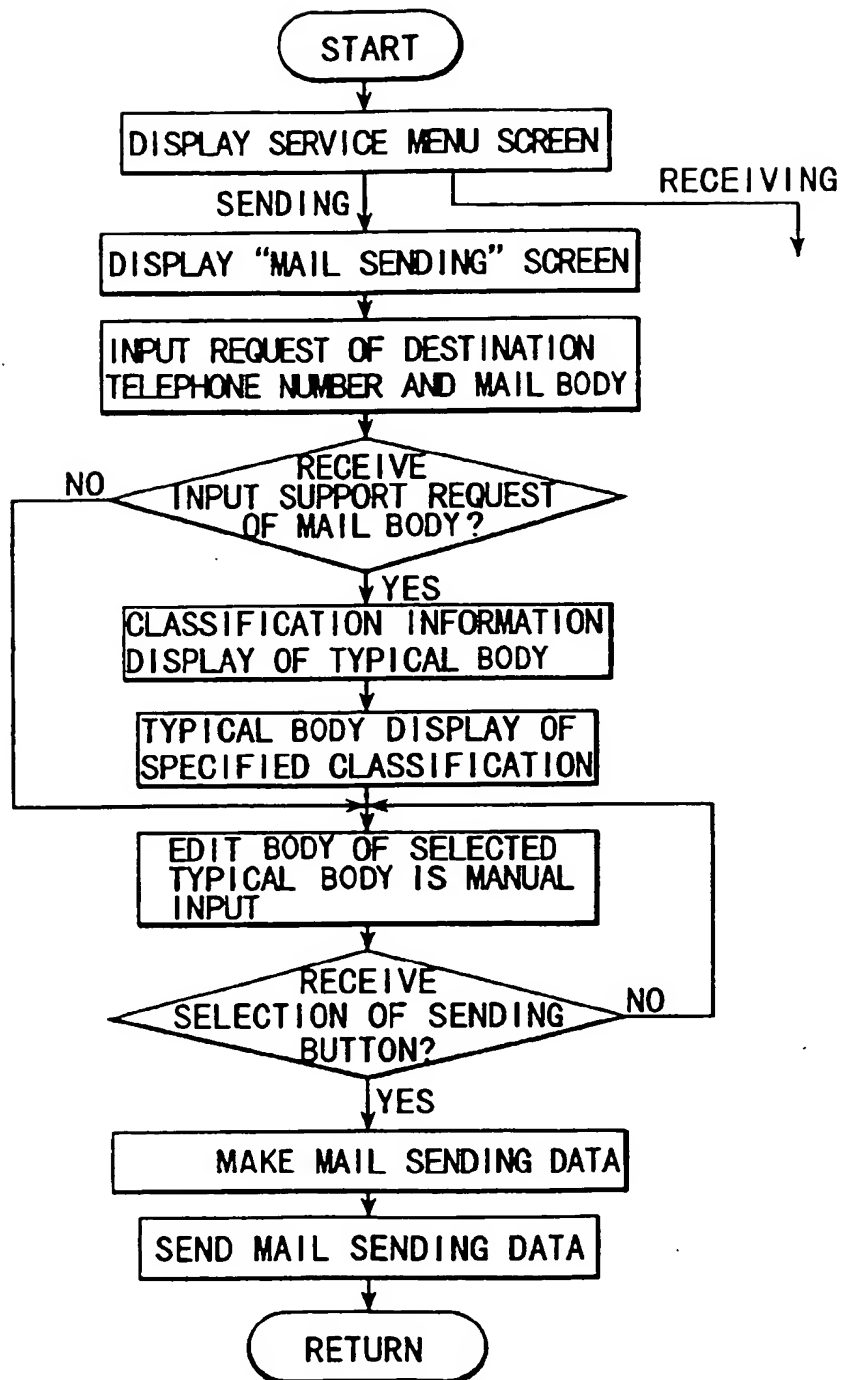 START
DISPLAY SERVICE MENU SCREEN
RECEIVING
SENDING
DISPLAY “MAIL SENDING” SCREEN
INPUT REQUEST OF DESTINATION
TELEPHONE NUMBER AND MAIL BODY
RECEIVE
INPUT SUPPORT REQUEST
OF MAIL BODY?
NO
YES
CLASSIFICATION INFORMATION
DISPLAY OF TYPICAL BODY
TYPICAL BODY DISPLAY OF
SPECIFIED CLASSIFICATION
EDIT BODY OF SELECTED
TYPICAL BODY IS MANUAL
INPUT
RECEIVE
SELECTION OF SENDING
BUTTON?
NO
YES
MAKE MAIL SENDING DATA
SEND MAIL SENDING DATA
RETURN